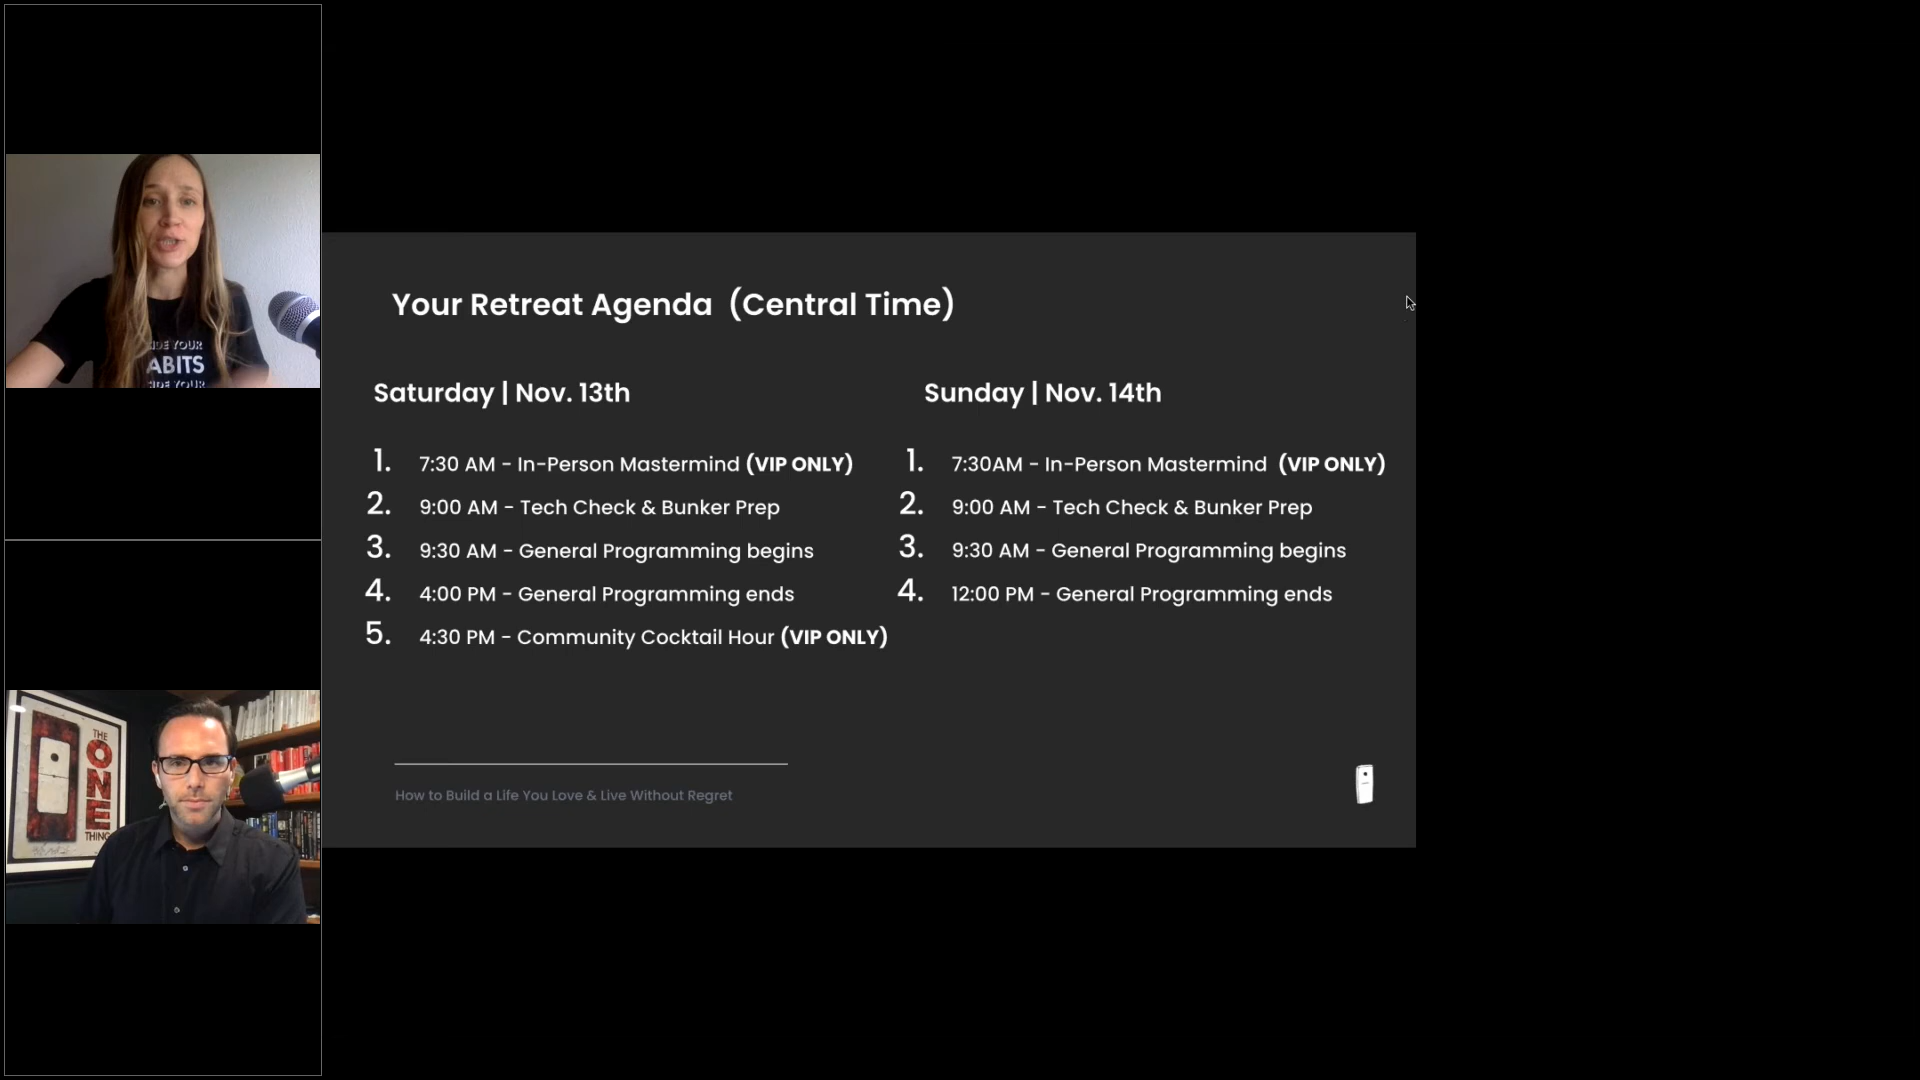 IDE YOUR
ABITS
IDE YOUR
THE
ONE
THING
Your Retreat Agenda (Central Time)
Saturday | Nov. 13th
1. 7:30 AM - In-Person Mastermind (VIP ONLY)
2. 9:00 AM - Tech Check & Bunker Prep
3. 9:30 AM - General Programming begins
4. 4:00 PM - General Programming ends
5. 4:30 PM - Community Cocktail Hour (VIP ONLY)
Sunday | Nov. 14th
1. 7:30AM - In-Person Mastermind (VIP ONLY)
2. 9:00 AM - Tech Check & Bunker Prep
3. 9:30 AM - General Programming begins
4. 12:00 PM - General Programming ends
How to Build a Life You Love & Live Without Regret